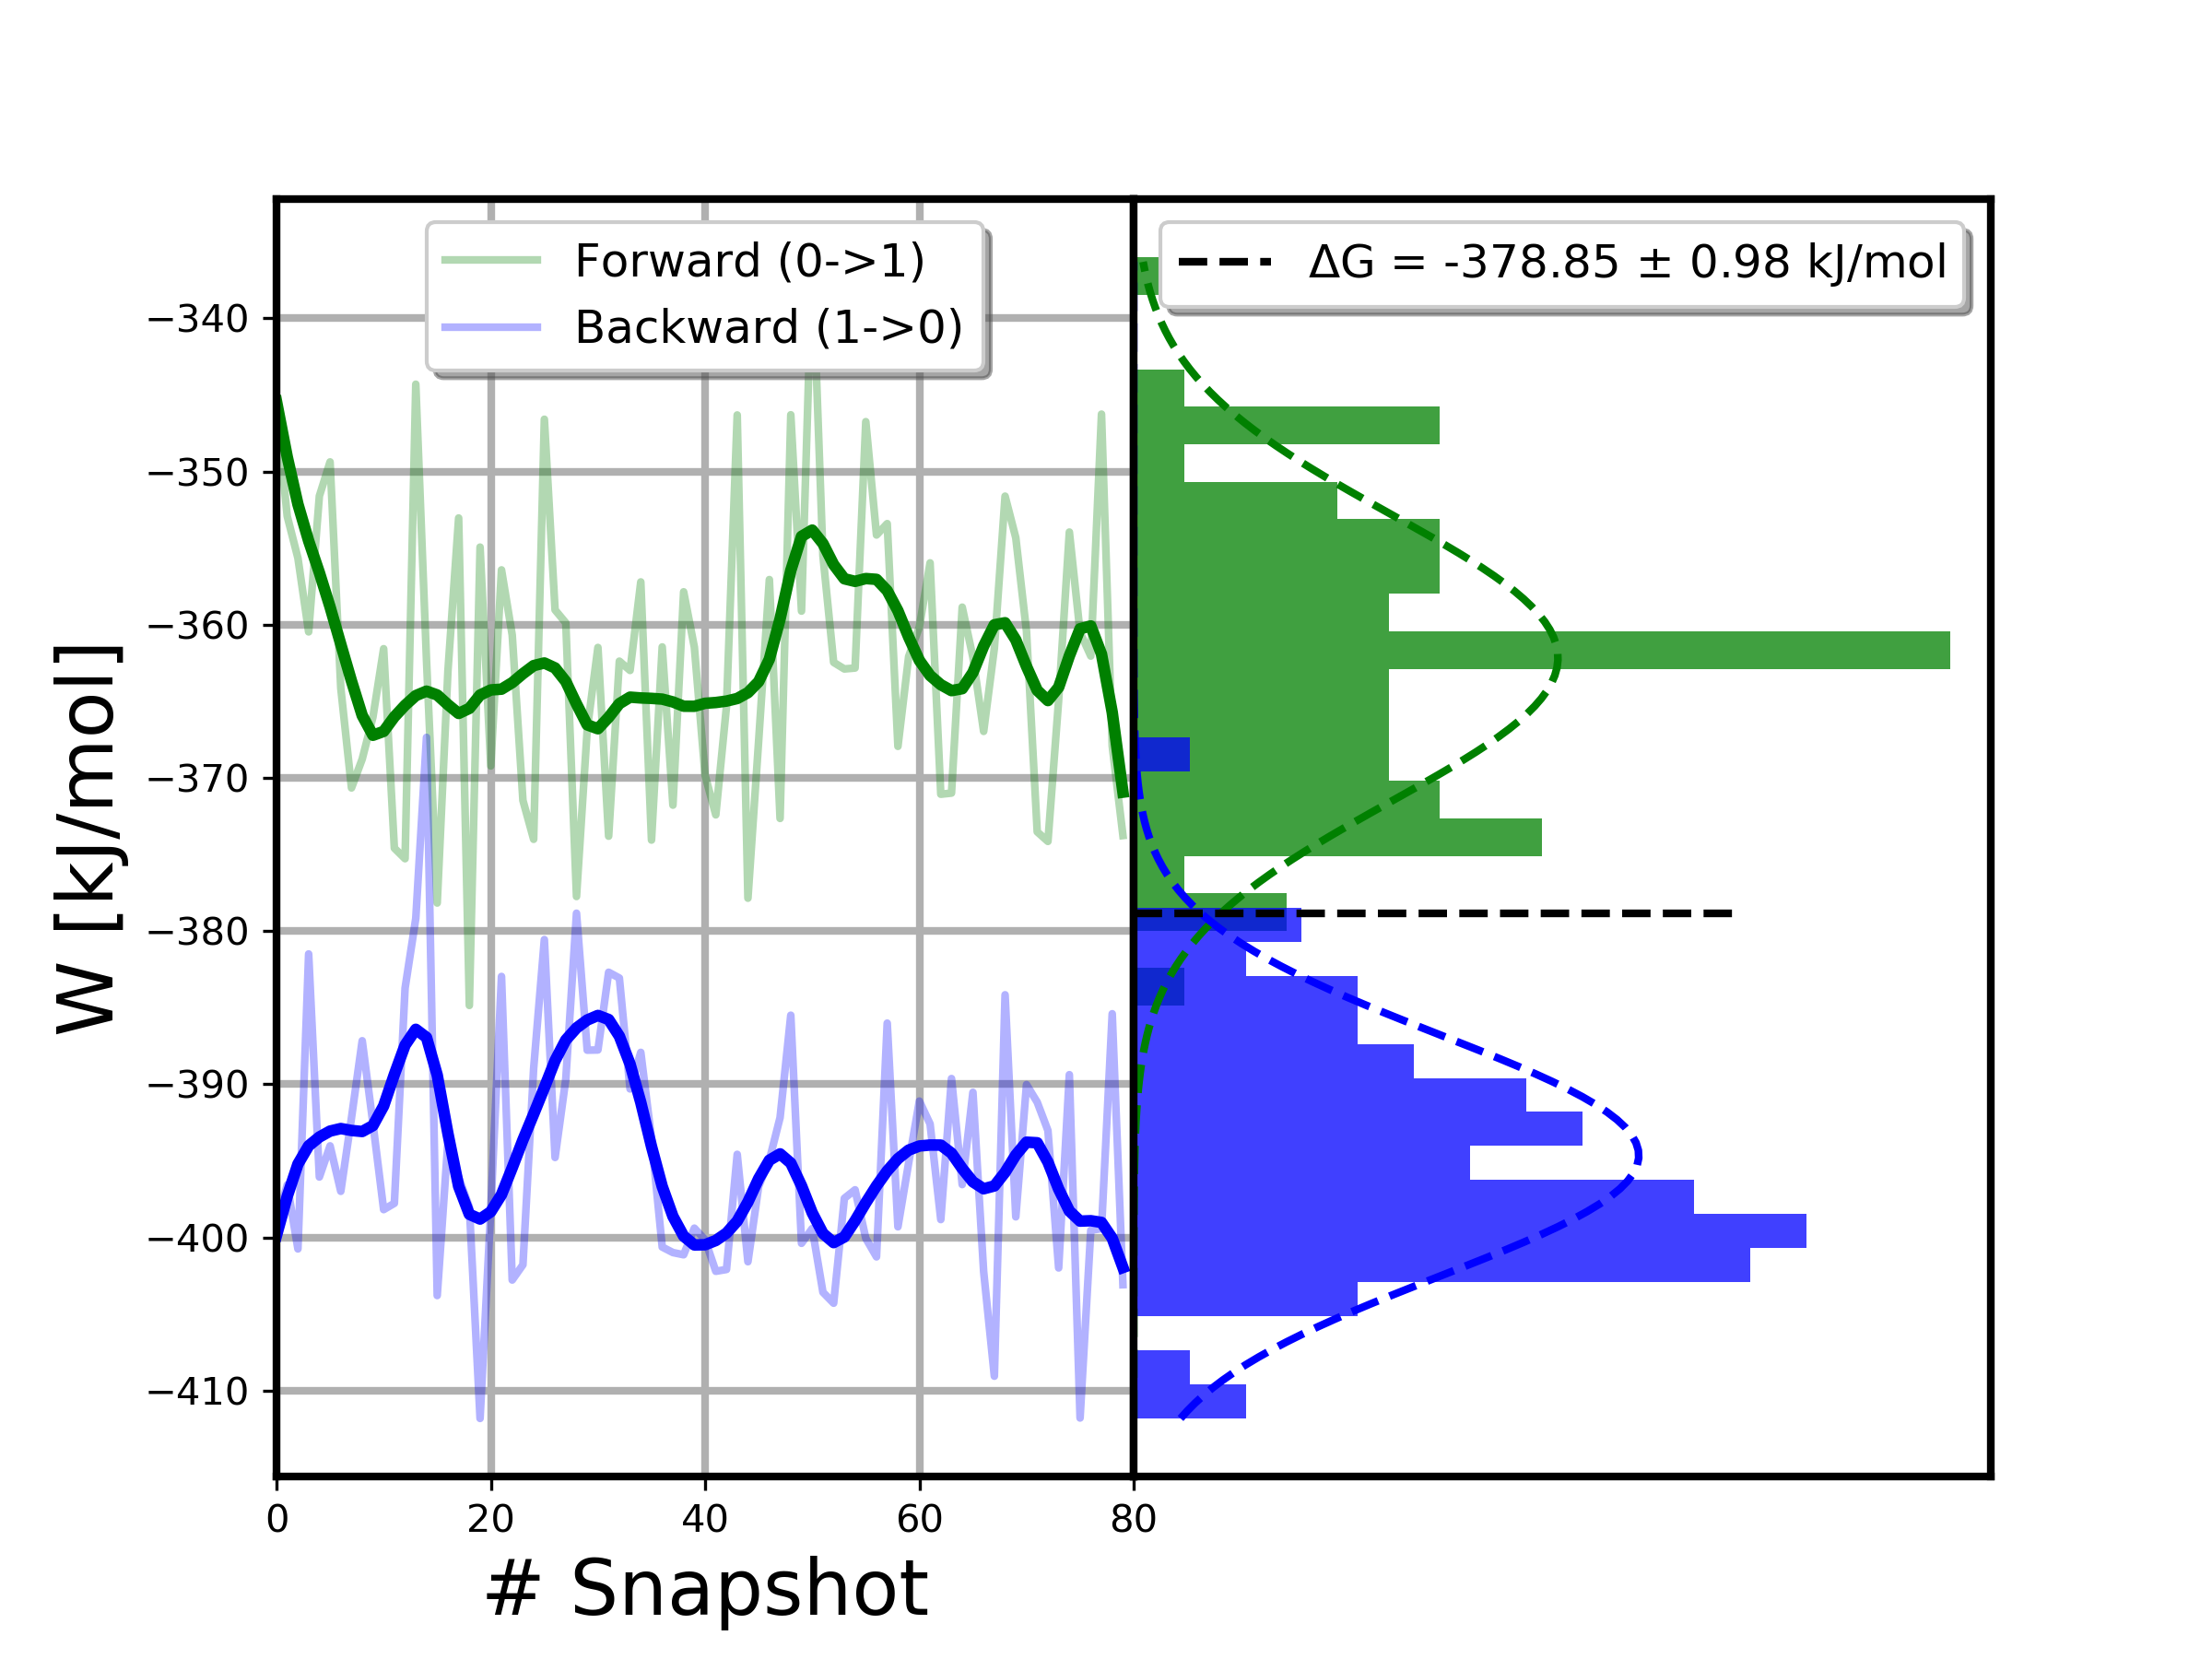 Forward (0->1)
Backward (1->0)
ΔG = -378.85 ± 0.98 kJ/mol
W [kJ/mol]
−340
−350
−360
−370
−380
−390
−400
−410
0 20 40 60 80
# Snapshot